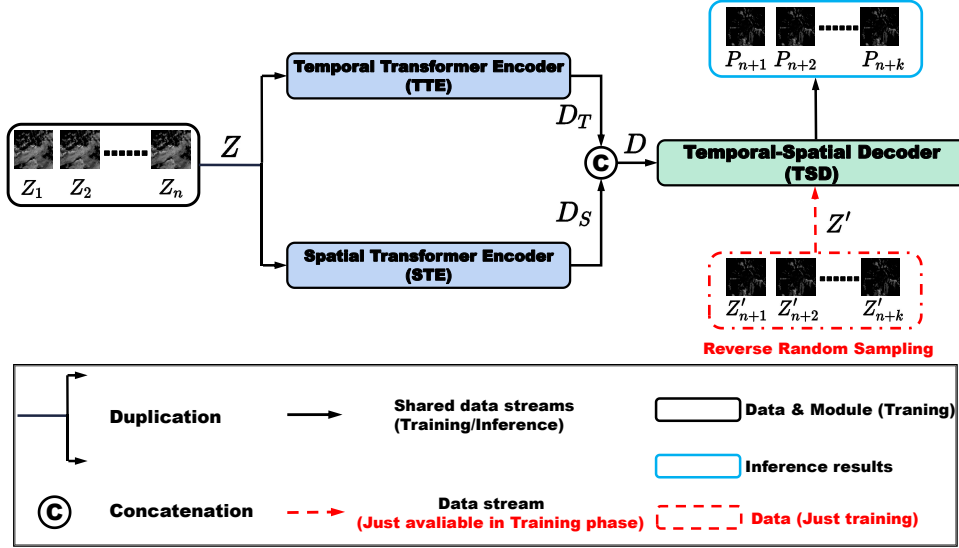 Z_1 Z_2 Z_n
Z
Temporal Transformer Encoder
(TTE)
Spatial Transformer Encoder
(STE)
D_T
D_S
C
D
P_{n+1} P_{n+2} P_{n+k}
Temporal-Spatial Decoder
(TSD)
Z'
Z'_{n+1} Z'_{n+2} Z'_{n+k}
Reverse Random Sampling
Duplication
Shared data streams
(Training/Inference)
Data & Module (Traning)
Inference results
C
Concatenation
Data stream
(Just avaliable in Training phase)
Data (Just training)